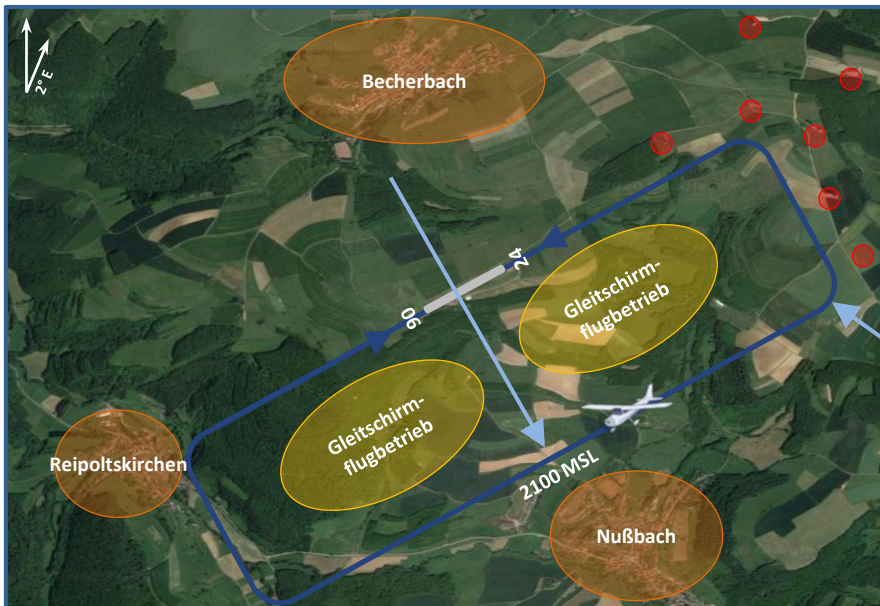 2° E
Becherbach
24
06
Gleitschirm-
flugbetrieb
Gleitschirm-
flugbetrieb
Reipoltskirchen
2100 MSL
Nußbach